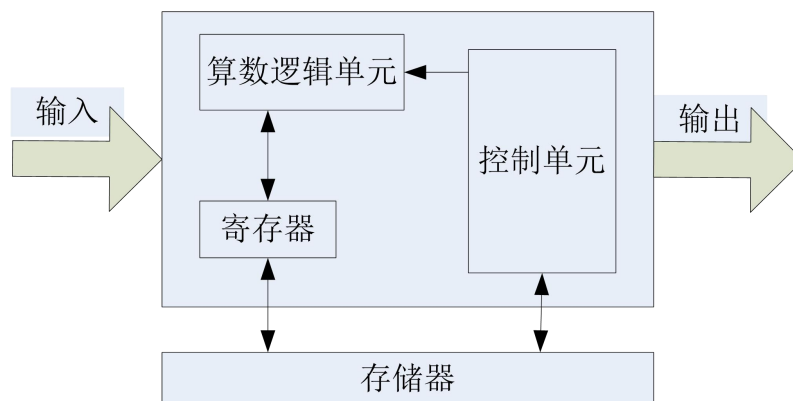 算数逻辑单元
输入
输出
控制单元
寄存器
存储器